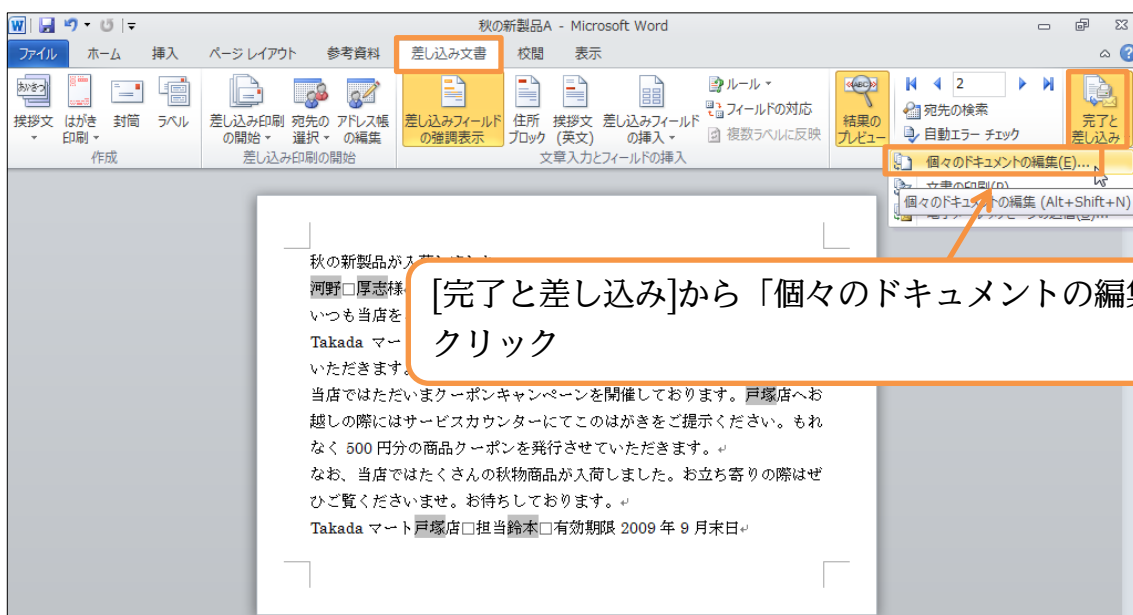 秋の新製品A - Microsoft Word
ファイル ホーム 挿入 ページ レイアウト 参考資料 差し込み文書 校閲 表示
挨拶文 はがき印刷 封筒 ラベル
作成
差し込み印刷の開始 宛先の選択 アドレス帳の編集
差し込み印刷の開始
差し込みフィールドの強調表示 住所ブロック 挨拶文(英文) 差し込みフィールドの挿入
ルール
フィールドの対応
複数ラベルに反映
文章入力とフィールドの挿入
結果のプレビュー
2
宛先の検索
自動エラー チェック
完了と差し込み
個々のドキュメントの編集(E)...
個々のドキュメントの編集 (Alt+Shift+N)
[完了と差し込み]から「個々のドキュメントの編集
クリック
秋の新製品が
河野□厚志様
いつも当店を
Takada マー
いただきます。
当店ではただいまクーポンキャンペーンを開催しております。戸塚店へお
越しの際にはサービスカウンターにてこのはがきをご提示ください。もれ
なく 500 円分の商品クーポンを発行させていただきます。
なお、当店ではたくさんの秋物商品が入荷しました。お立ち寄りの際はぜ
ひご覧くださいませ。お待ちしております。
Takada マート戸塚店□担当鈴木□有効期限 2009 年 9 月末日